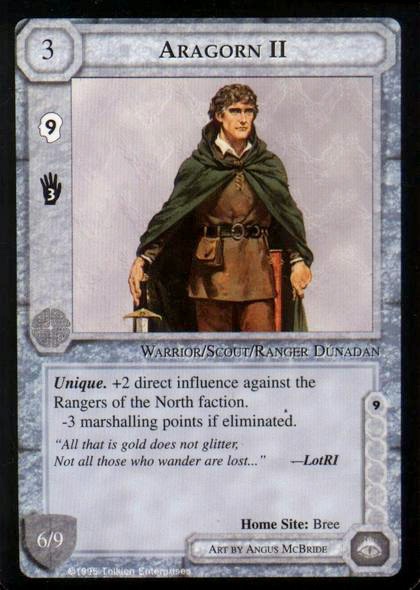 3 ARAGORN II
9
3
WARRIOR/SCOUT/RANGER DÚNADAN
Unique. +2 direct influence against the
Rangers of the North faction.
-3 marshalling points if eliminated.
“All that is gold does not glitter,
Not all those who wander are lost...” —LotRI
9
Home Site: Bree
6/9
ART BY ANGUS MCBRIDE
©1995 Tolkien Enterprises